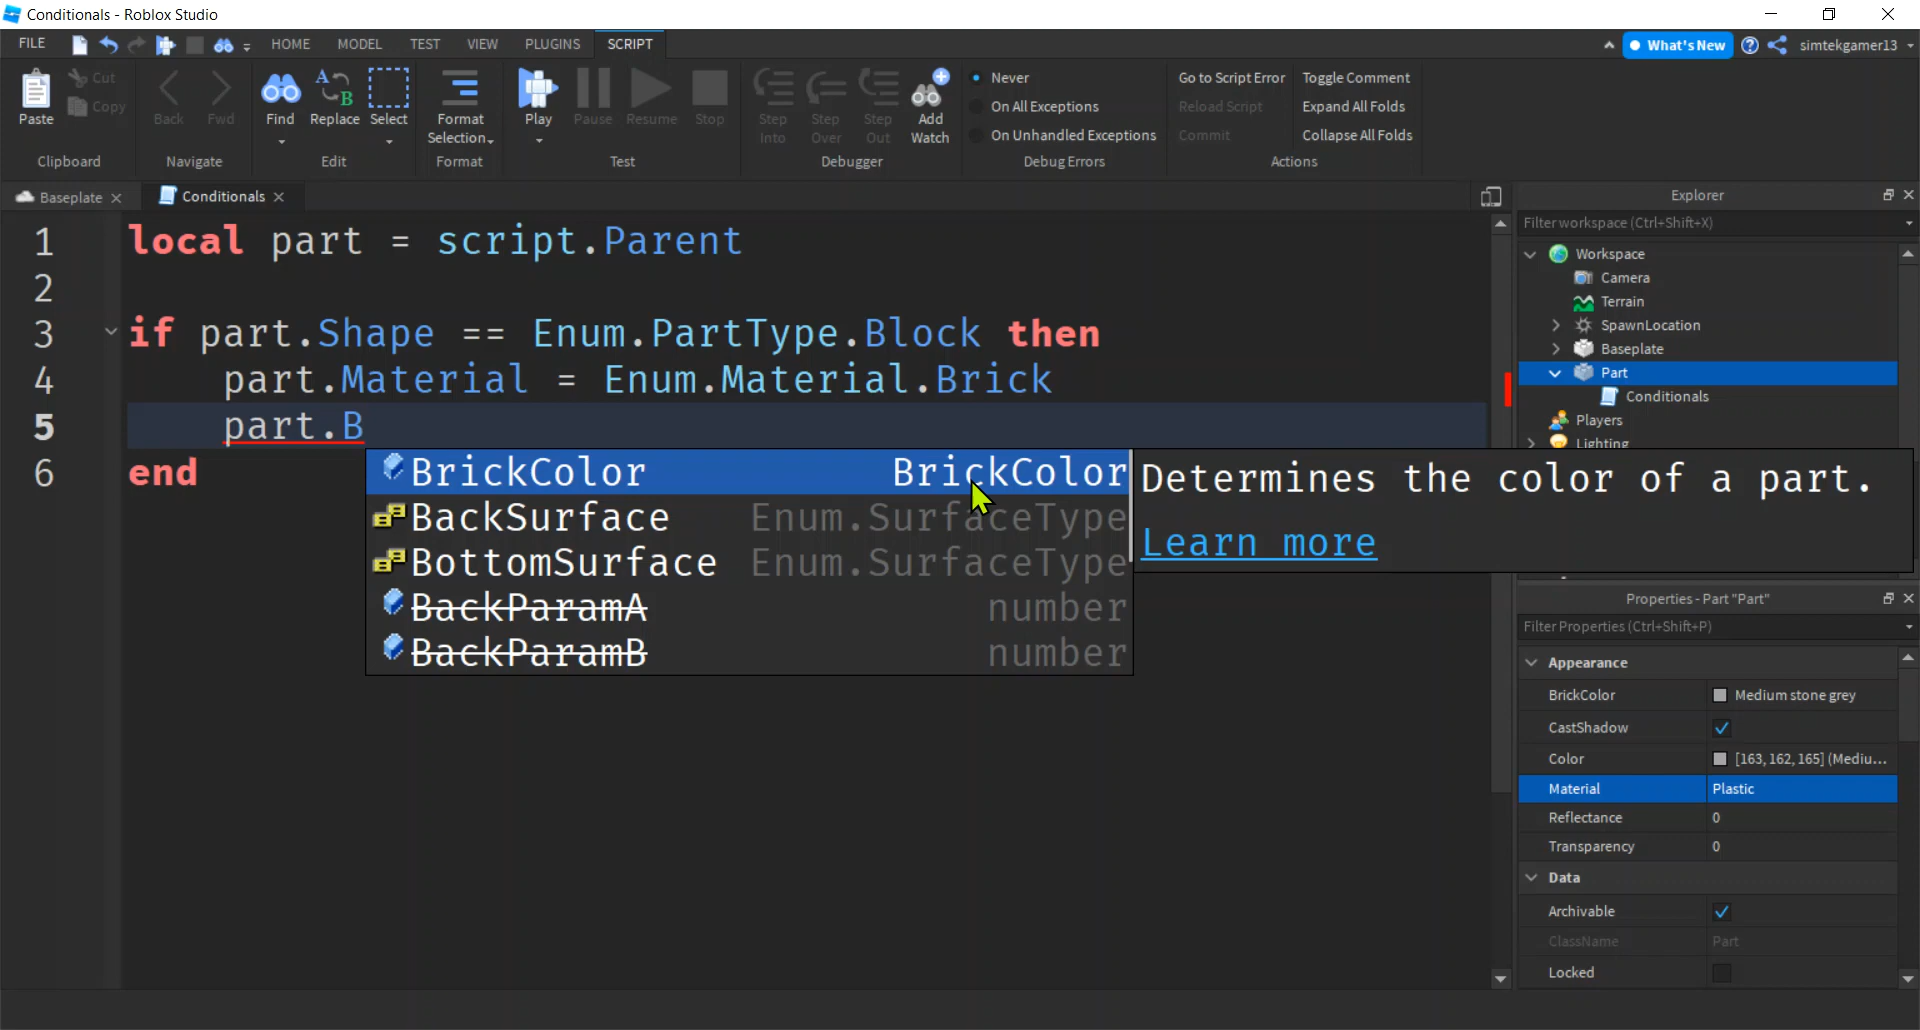 Conditionals - Roblox Studio
FILE HOME MODEL TEST VIEW PLUGINS SCRIPT What's New simtekgamer13
Paste Cut Copy Back Fwd Find Replace Select Format Selection Play Pause Resume Stop Step Into Step Over Step Out Add Watch
Never
On All Exceptions
On Unhandled Exceptions
Go to Script Error
Reload Script
Commit
Toggle Comment
Expand All Folds
Collapse All Folds
Clipboard Navigate Edit Format Test Debugger Debug Errors Actions
Baseplate Conditionals
1 local part = script.Parent
2
3 if part.Shape == Enum.PartType.Block then
4 part.Material = Enum.Material.Brick
5 part.B
6 end
BrickColor BrickColor
BackSurface Enum.SurfaceType
BottomSurface Enum.SurfaceType
BackParamA number
BackParamB number
Determines the color of a part.
Learn more
Explorer
Filter workspace (Ctrl+Shift+X)
Workspace
Camera
Terrain
SpawnLocation
Baseplate
Part
Conditionals
Players
Lighting
Properties - Part "Part"
Filter Properties (Ctrl+Shift+P)
Appearance
BrickColor Medium stone grey
CastShadow
Color [163, 162, 165] (Mediu...
Material Plastic
Reflectance 0
Transparency 0
Data
Archivable
ClassName Part
Locked